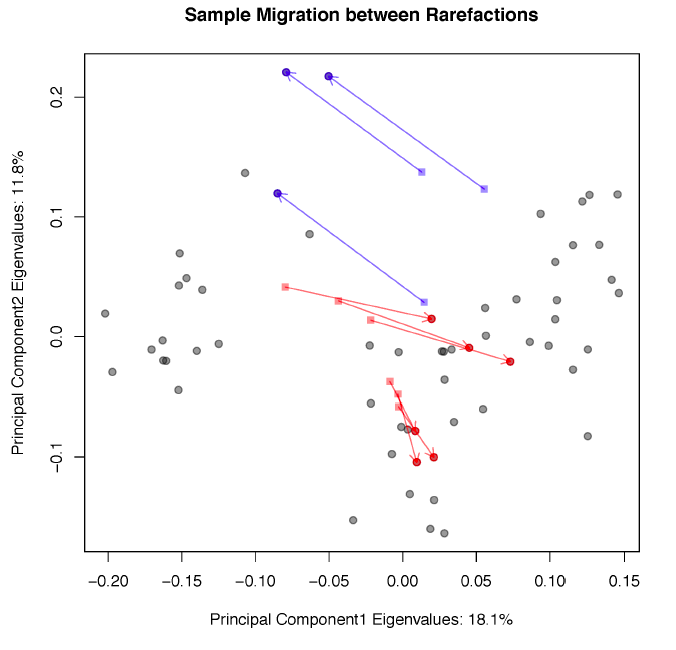 Sample Migration between Rarefactions
Principal Component2 Eigenvalues: 11.8%
0.2
0.1
0.0
−0.1
−0.20 −0.15 −0.10 −0.05 0.00 0.05 0.10 0.15
Principal Component1 Eigenvalues: 18.1%